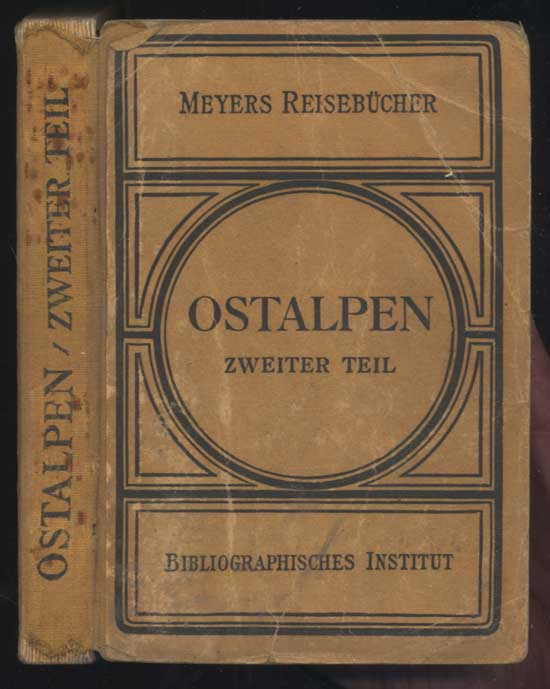 OSTALPEN / ZWEITER TEIL
MEYERS REISEBÜCHER
OSTALPEN
ZWEITER TEIL
BIBLIOGRAPHISCHES INSTITUT